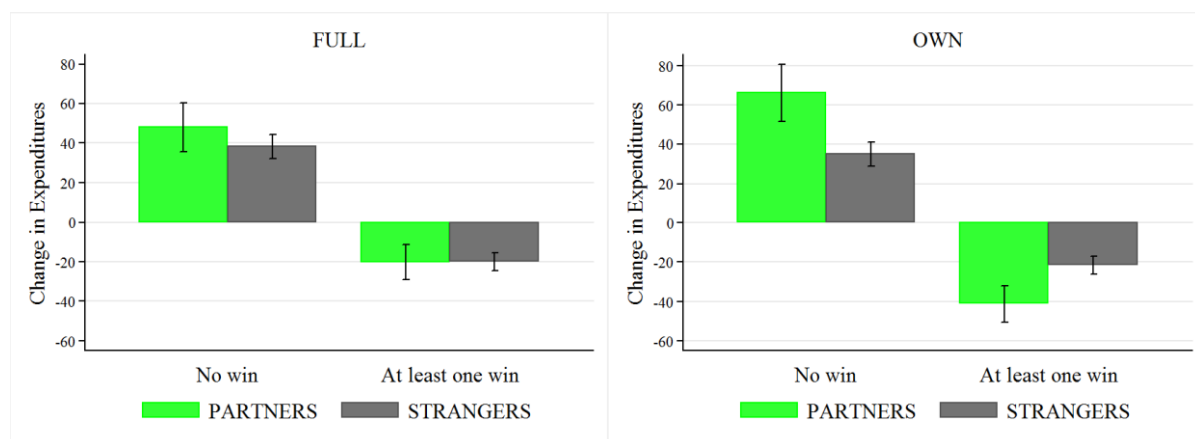 FULL
80
60
40
20
0
-20
-40
-60
Change in Expenditures
No win At least one win
PARTNERS STRANGERS
OWN
80
60
40
20
0
-20
-40
-60
Change in Expenditures
No win At least one win
PARTNERS STRANGERS